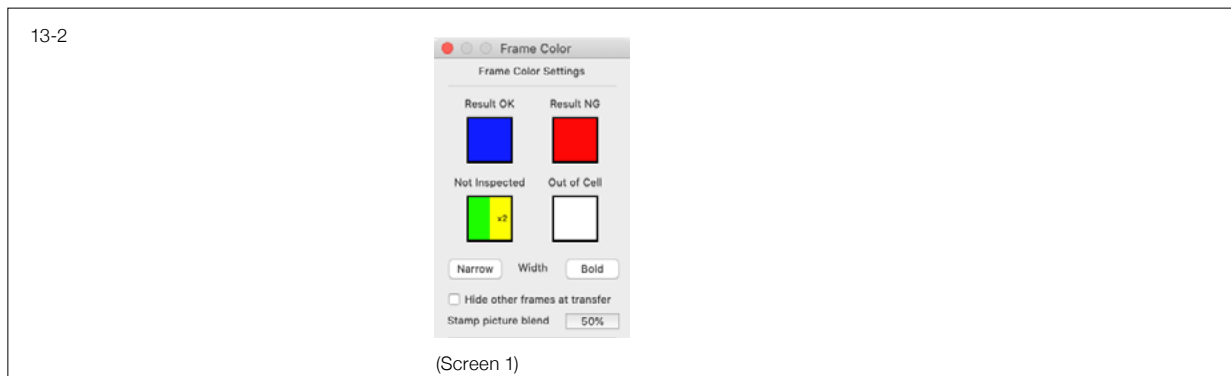 13-2
Frame Color
Frame Color Settings
Result OK Result NG
Not Inspected Out of Cell
x2
Narrow Width Bold
Hide other frames at transfer
Stamp picture blend 50%
(Screen 1)